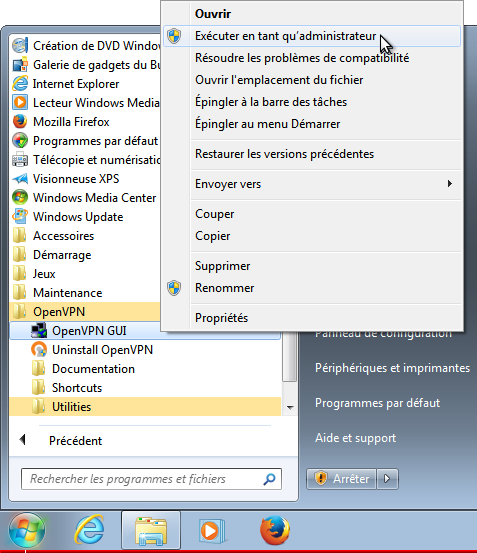 Ouvrir
Exécuter en tant qu'administrateur
Résoudre les problèmes de compatibilité
Ouvrir l'emplacement du fichier
Épingler à la barre des tâches
Épingler au menu Démarrer
Restaurer les versions précédentes
Envoyer vers
Couper
Copier
Supprimer
Renommer
Propriétés
Création de DVD Window
Galerie de gadgets du Bu
Internet Explorer
Lecteur Windows Media
Mozilla Firefox
Programmes par défaut
Télécopie et numérisatio
Visionneuse XPS
Windows Media Center
Windows Update
Accessoires
Démarrage
Jeux
Maintenance
OpenVPN
OpenVPN GUI
Uninstall OpenVPN
Documentation
Shortcuts
Utilities
Précédent
Rechercher les programmes et fichiers
Panneau de configuration
Périphériques et imprimantes
Programmes par défaut
Aide et support
Arrêter